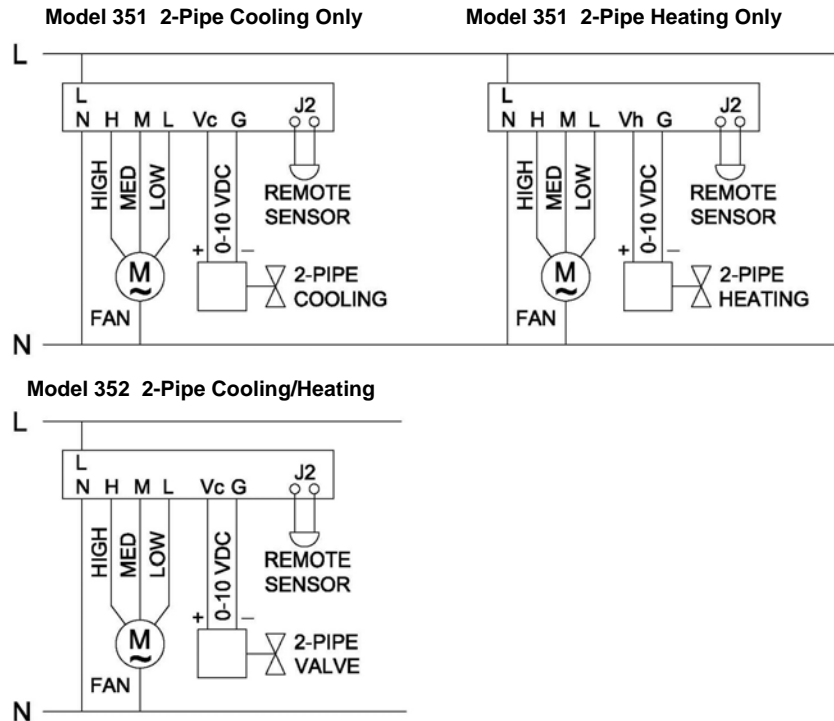 Model 351 2-Pipe Cooling Only
L
L
N H M L Vc G
J2
HIGH
MED
LOW
0-10 VDC
REMOTE
SENSOR
+
–
M
~
2-PIPE
COOLING
FAN
N
Model 351 2-Pipe Heating Only
L
N H M L Vh G
J2
HIGH
MED
LOW
0-10 VDC
REMOTE
SENSOR
+
–
M
~
2-PIPE
HEATING
FAN
Model 352 2-Pipe Cooling/Heating
L
L
N H M L Vc G
J2
HIGH
MED
LOW
0-10 VDC
REMOTE
SENSOR
+
–
M
~
2-PIPE
VALVE
FAN
N